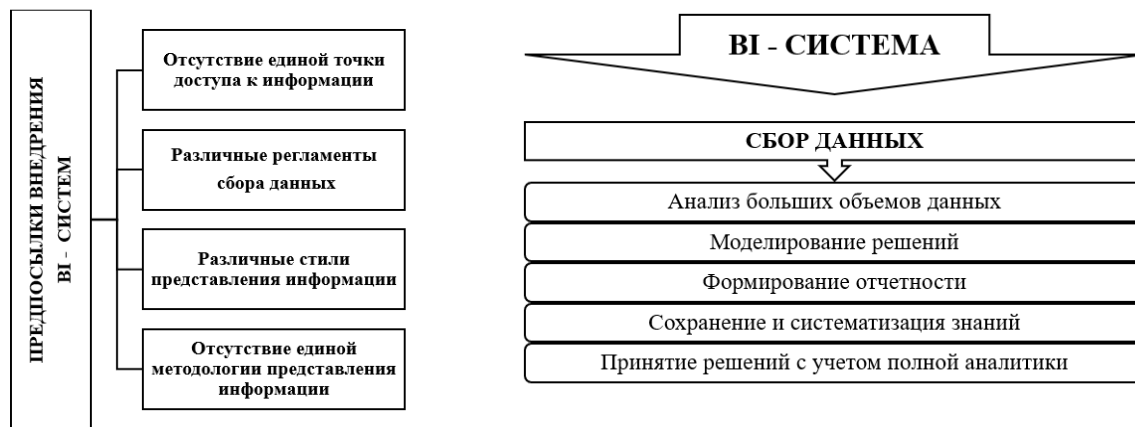 ПРЕДПОСЫЛКИ ВНЕДРЕНИЯ
BI - СИСТЕМ
Отсутствие единой точки
доступа к информации
Различные регламенты
сбора данных
Различные стили
представления информации
Отсутствие единой
методологии представления
информации
BI - СИСТЕМА
СБОР ДАННЫХ
Анализ больших объемов данных
Моделирование решений
Формирование отчетности
Сохранение и систематизация знаний
Принятие решений с учетом полной аналитики